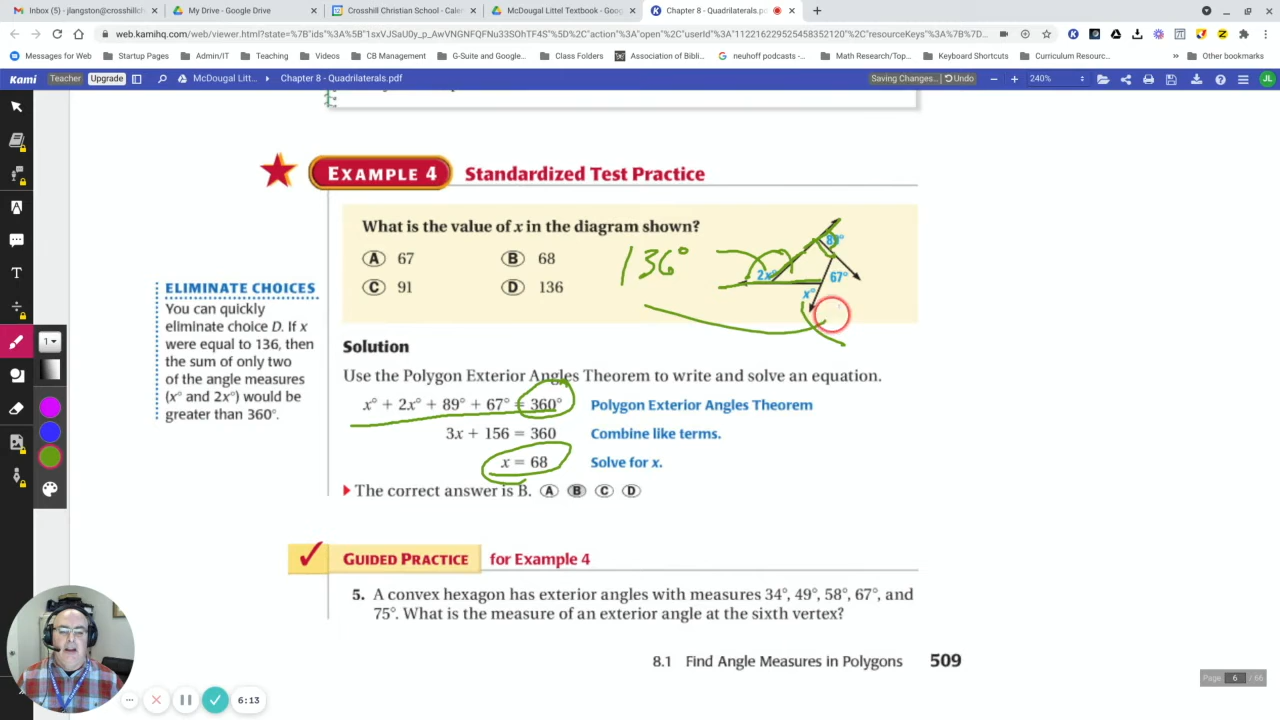 Inbox (5) - jlangston@crosshillch
My Drive - Google Drive
Crosshill Christian School - Calen
McDougal Littel Textbook - Goog
Chapter 8 - Quadrilaterals.pd
Messages for Web
Startup Pages
Admin/IT
Testing
Videos
CB Management
G-Suite and Google...
Class Folders
Association of Bibli...
neuhoff podcasts -...
Math Research/Top...
Keyboard Shortcuts
Curriculum Resourc...
Other bookmarks
Kami
Teacher
Upgrade
McDougal Litt...
Chapter 8 - Quadrilaterals.pdf
Saving Changes...
Undo
240%
JL
EXAMPLE 4 Standardized Test Practice
What is the value of x in the diagram shown?
A 67 B 68
C 91 D 136
136°
2x°
67°
x°
ELIMINATE CHOICES
You can quickly
eliminate choice D. If x
were equal to 136, then
the sum of only two
of the angle measures
(x° and 2x°) would be
greater than 360°.
Solution
Use the Polygon Exterior Angles Theorem to write and solve an equation.
x° + 2x° + 89° + 67° = 360° Polygon Exterior Angles Theorem
3x + 156 = 360 Combine like terms.
x = 68 Solve for x.
The correct answer is B. A B C D
GUIDED PRACTICE for Example 4
5. A convex hexagon has exterior angles with measures 34°, 49°, 58°, 67°, and
75°. What is the measure of an exterior angle at the sixth vertex?
8.1 Find Angle Measures in Polygons 509
Page 6 / 66
6:13